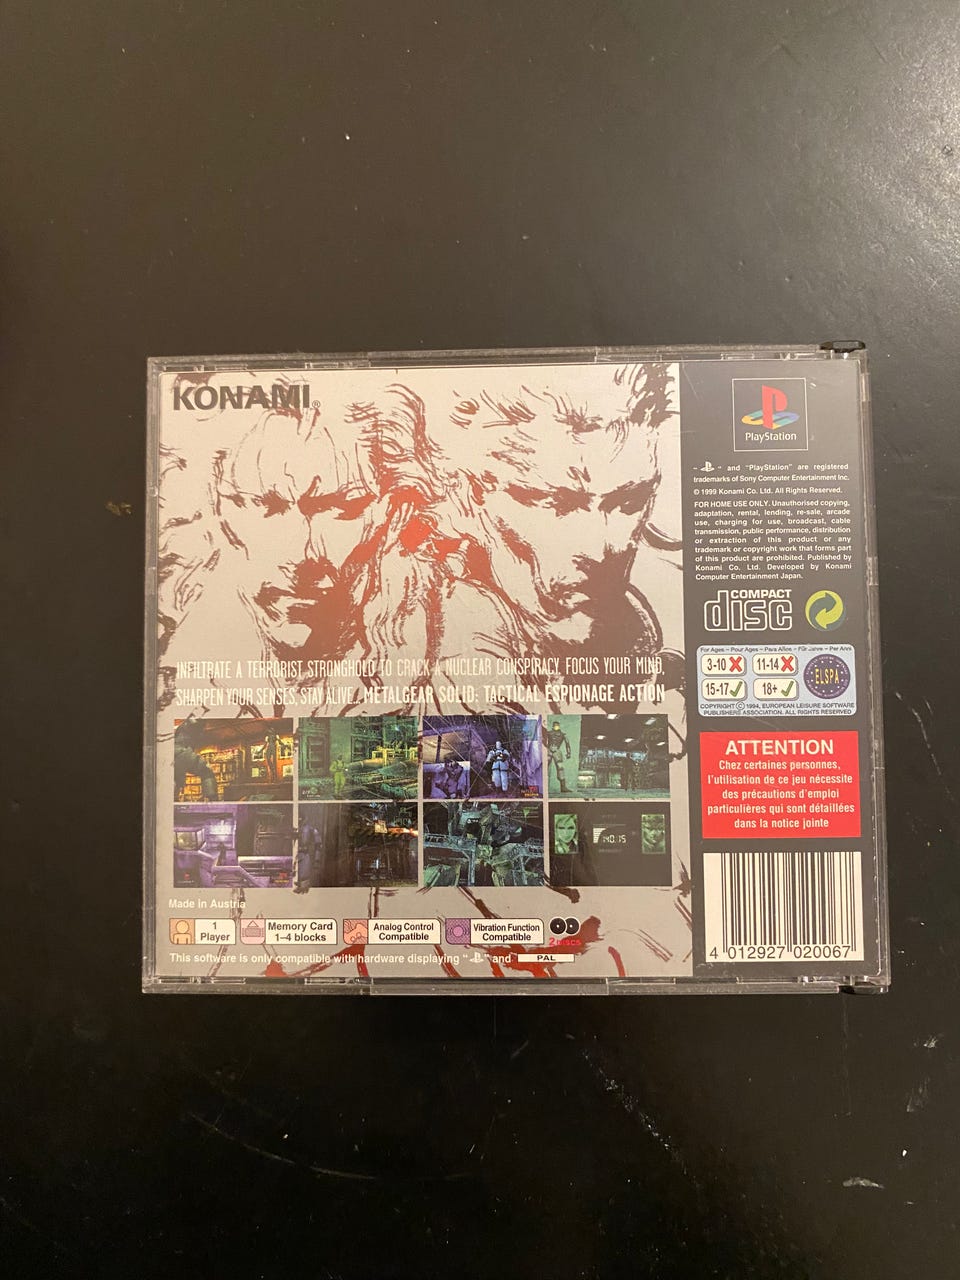 KONAMI®
INFILTRATE A TERRORIST STRONGHOLD TO CRACK A NUCLEAR CONSPIRACY. FOCUS YOUR MIND,
SHARPEN YOUR SENSES, STAY ALIVE.. METAL GEAR SOLID: TACTICAL ESPIONAGE ACTION
140.15
Made in Austria
1
Player
Memory Card
1–4 blocks
Analog Control
Compatible
Vibration Function
Compatible
2 DISCS
This software is only compatible with hardware displaying " " and PAL
PlayStation
" " and "PlayStation" are registered
trademarks of Sony Computer Entertainment Inc.
© 1999 Konami Co. Ltd. All Rights Reserved.
FOR HOME USE ONLY. Unauthorised copying,
adaptation, rental, lending, re-sale, arcade
use, charging for use, broadcast, cable
transmission, public performance, distribution
or extraction of this product or any
trademark or copyright work that forms part
of this product are prohibited. Published by
Konami Co. Ltd. Developed by Konami
Computer Entertainment Japan.
COMPACT
disc
For Ages – Pour Ages – Para Años – Für Jahre – Per Anni
3-10 11-14
15-17 18+
ELSPA
COPYRIGHT © 1994, EUROPEAN LEISURE SOFTWARE
PUBLISHERS ASSOCIATION. ALL RIGHTS RESERVED
ATTENTION
Chez certaines personnes,
l'utilisation de ce jeu nécessite
des précautions d'emploi
particulières qui sont détaillées
dans la notice jointe
4 012927 020067